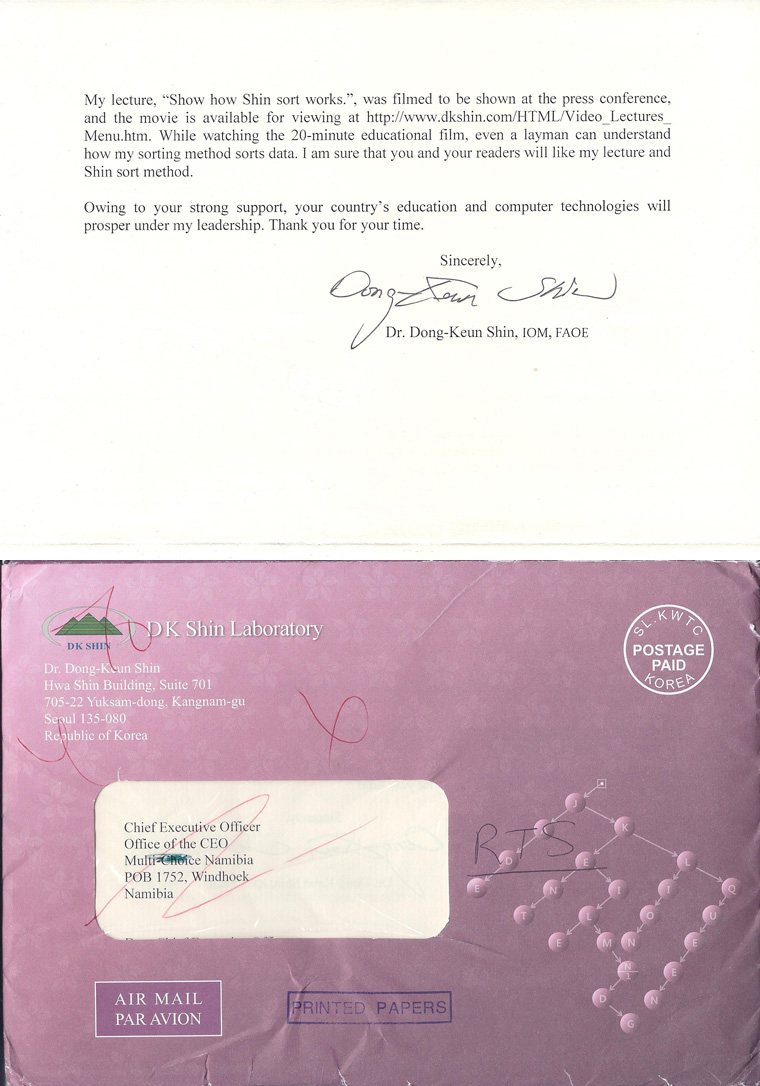 My lecture, “Show how Shin sort works.”, was filmed to be shown at the press conference,
and the movie is available for viewing at http://www.dkshin.com/HTML/Video_Lectures_
Menu.htm. While watching the 20-minute educational film, even a layman can understand
how my sorting method sorts data. I am sure that you and your readers will like my lecture and
Shin sort method.
Owing to your strong support, your country’s education and computer technologies will
prosper under my leadership. Thank you for your time.
Sincerely,
Dong-Keun Shin
Dr. Dong-Keun Shin, IOM, FAOE
DK SHIN
DK Shin Laboratory
Dr. Dong-Keun Shin
Hwa Shin Building, Suite 701
705-22 Yuksam-dong, Kangnam-gu
Seoul 135-080
Republic of Korea
SL.KWTC
POSTAGE
PAID
KOREA
Chief Executive Officer
Office of the CEO
Multi-Choice Namibia
POB 1752, Windhoek
Namibia
RTS
J
K
D E L
E N I I Q
T L O U
E M N E
N E
1
D N
G
AIR MAIL
PAR AVION
PRINTED PAPERS